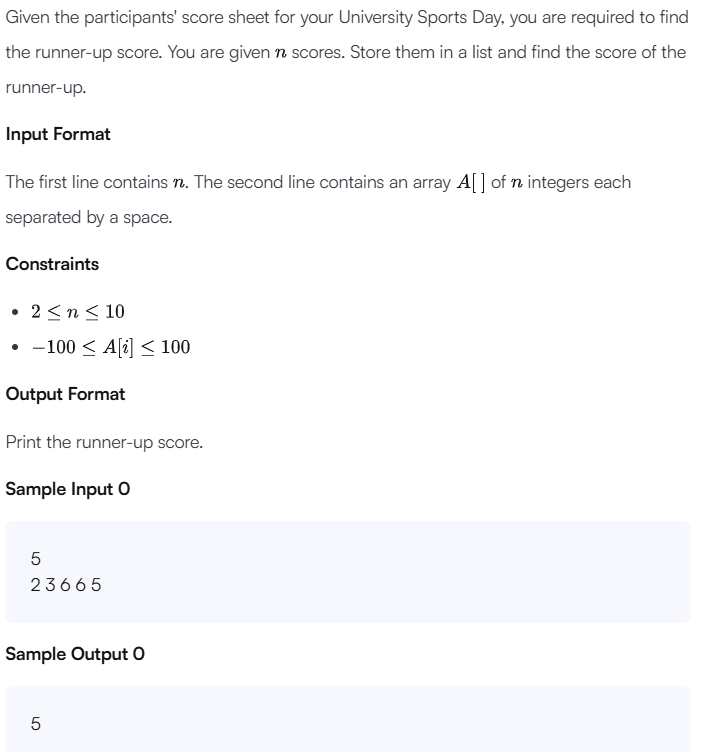 Given the participants' score sheet for your University Sports Day, you are required to find
the runner-up score. You are given n scores. Store them in a list and find the score of the
runner-up.
Input Format
The first line contains n. The second line contains an array A[ ] of n integers each
separated by a space.
Constraints
• 2 ≤ n ≤ 10
• −100 ≤ A[i] ≤ 100
Output Format
Print the runner-up score.
Sample Input 0
5
2 3 6 6 5
Sample Output 0
5